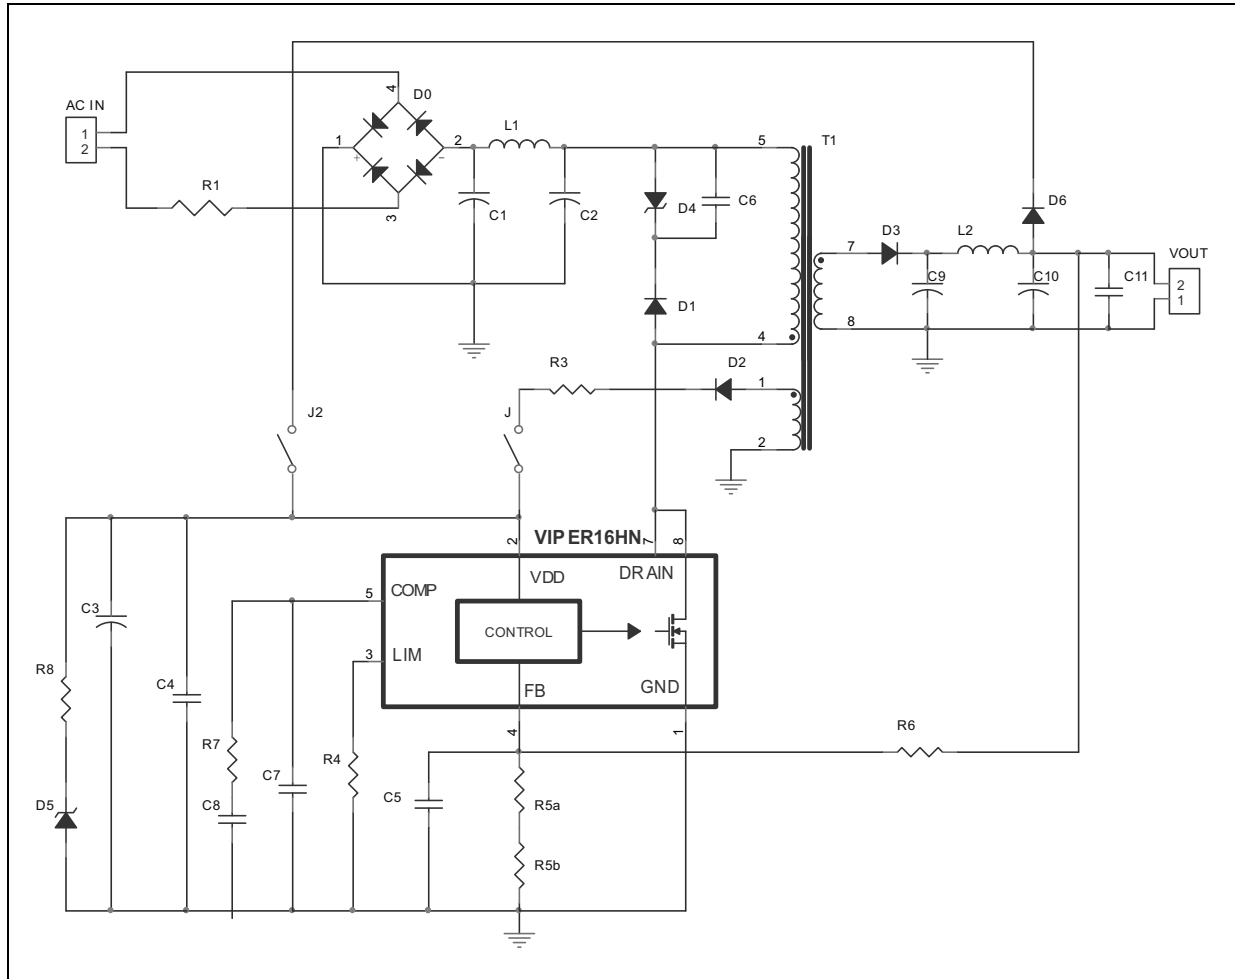 AC IN
1
2
R1
4
D0
1
+
2
−
3
L1
C1
C2
D4
C6
D1
5
T1
4
7
D3
L2
D6
C9
C10
C11
8
VOUT
2
1
R3
D2
1
2
J2
J
VIPER16HN
2
7
8
VDD
DRAIN
5
COMP
CONTROL
3
LIM
FB
GND
4
1
C3
R8
C4
R7
R4
R6
D5
C8
C7
C5
R5a
R5b